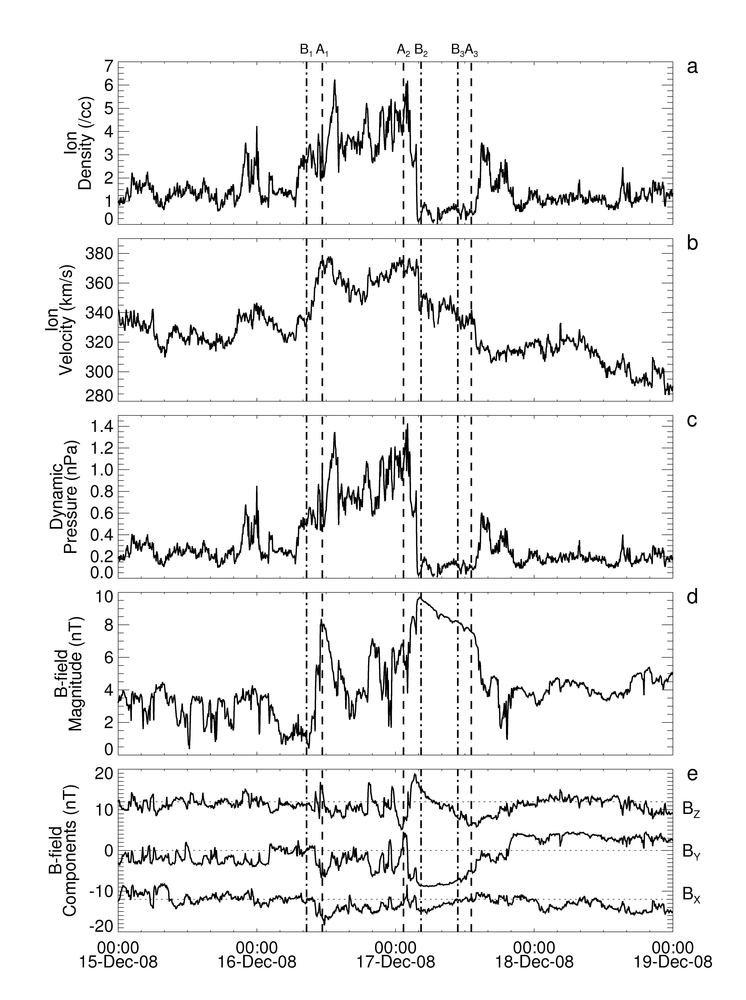 B1 A1 A2 B2 B3 A3
a
7
6
5
4
3
2
1
0
Ion
Density (/cc)
b
380
360
340
320
300
280
Ion
Velocity (km/s)
c
1.4
1.2
1.0
0.8
0.6
0.4
0.2
0.0
Dynamic
Pressure (nPa)
d
10
8
6
4
2
0
B-field
Magnitude (nT)
e
20
10
0
-10
-20
B-field
Components (nT)
BZ
BY
BX
00:00 00:00 00:00 00:00 00:00
15-Dec-08 16-Dec-08 17-Dec-08 18-Dec-08 19-Dec-08